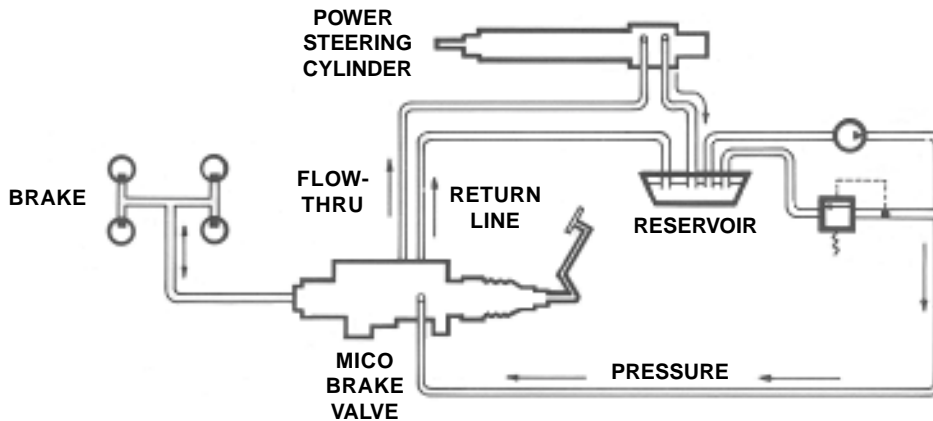 POWER
STEERING
CYLINDER
BRAKE
FLOW-
THRU
RETURN
LINE
RESERVOIR
MICO
BRAKE
VALVE
PRESSURE